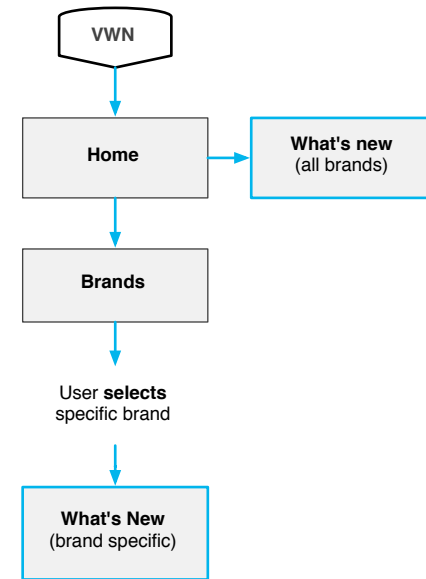 VWN
Home
What's new
(all brands)
Brands
User selects
specific brand
What's New
(brand specific)